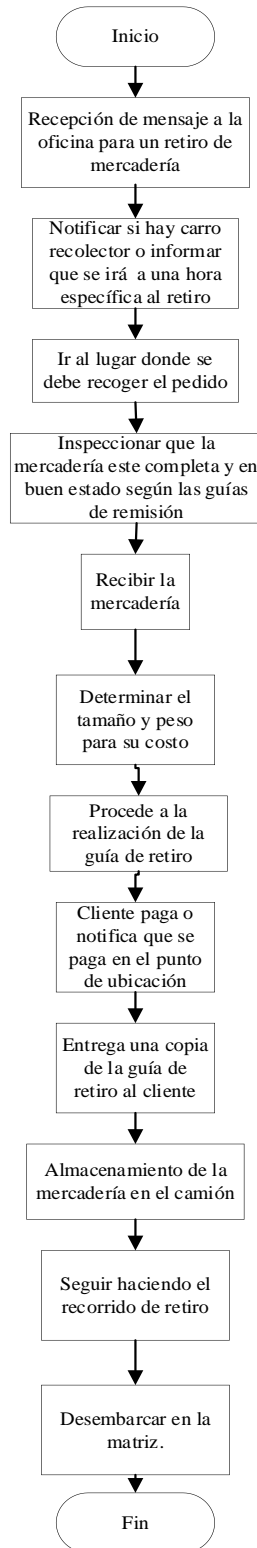 Inicio
Recepción de mensaje a la
oficina para un retiro de
mercadería
Notificar si hay carro
recolector o informar
que se irá  a una hora
específica al retiro
Ir al lugar donde se
debe recoger el pedido
Inspeccionar que la
mercadería este completa y en
buen estado según las guías
de remisión
Recibir la
mercadería
Determinar el
tamaño y peso
para su costo
Procede a la
realización de la
guía de retiro
Cliente paga o
notifica que se
paga en el punto
de ubicación
Entrega una copia
de la guía de
retiro al cliente
Almacenamiento de la
mercadería en el camión
Seguir haciendo el
recorrido de retiro
Desembarcar en la
matriz.
Fin